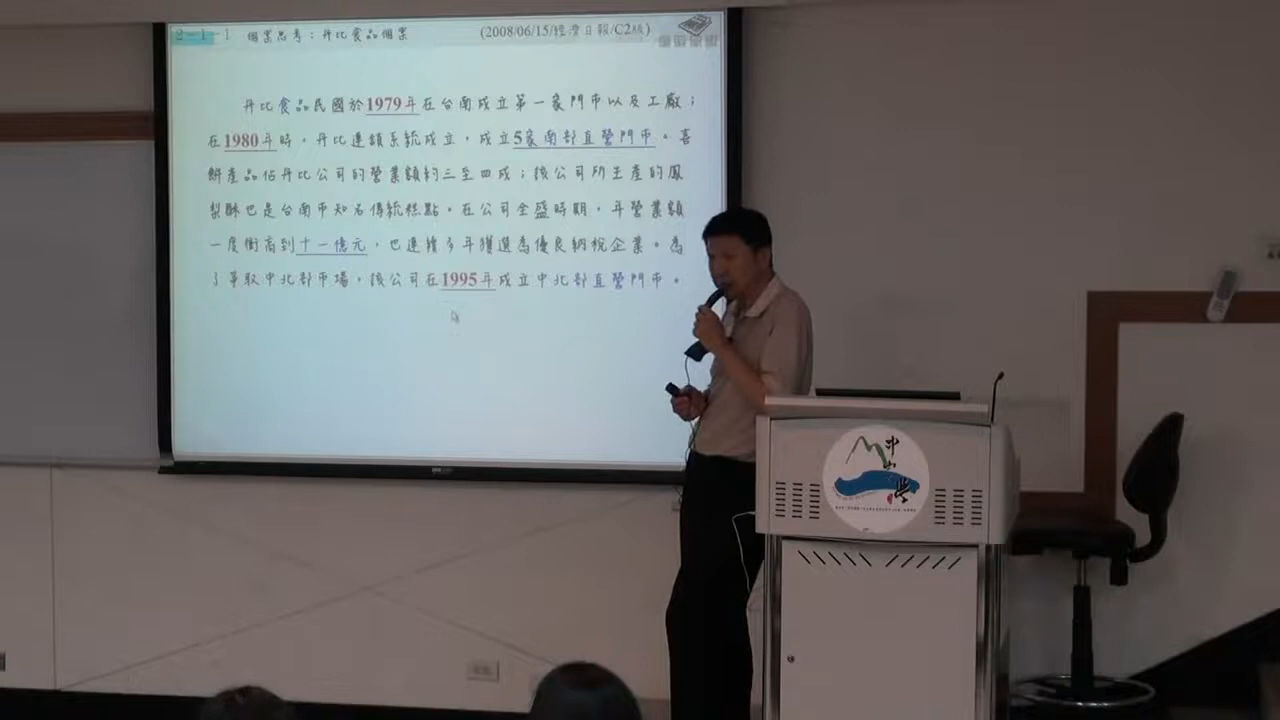 2-1-1 個案思考：丹比食品個案 (2008/06/15/經濟日報/C2版)
丹比食品民國於1979年在台南成立第一家門市以及工廠；
在1980年時，丹比連鎖系統成立，成立5家南部直營門市。喜
餅產品佔丹比公司的營業額約三至四成；該公司所生產的鳳
梨酥也是台南市知名傳統糕點。在公司全盛時期，年營業額
一度衝高到十一億元，也連續多年獲選為優良納稅企業。為
了爭取中北部市場，該公司在1995年成立中北部直營門市。
中山